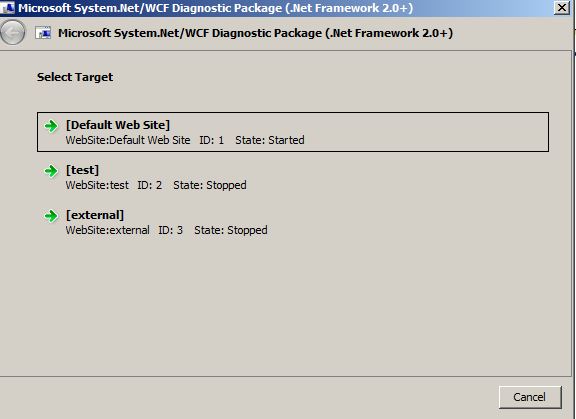 Microsoft System.Net/WCF Diagnostic Package (.Net Framework 2.0+)
Microsoft System.Net/WCF Diagnostic Package (.Net Framework 2.0+)
Select Target
[Default Web Site]
WebSite:Default Web Site ID: 1 State: Started
[test]
WebSite:test ID: 2 State: Stopped
[external]
WebSite:external ID: 3 State: Stopped
Cancel